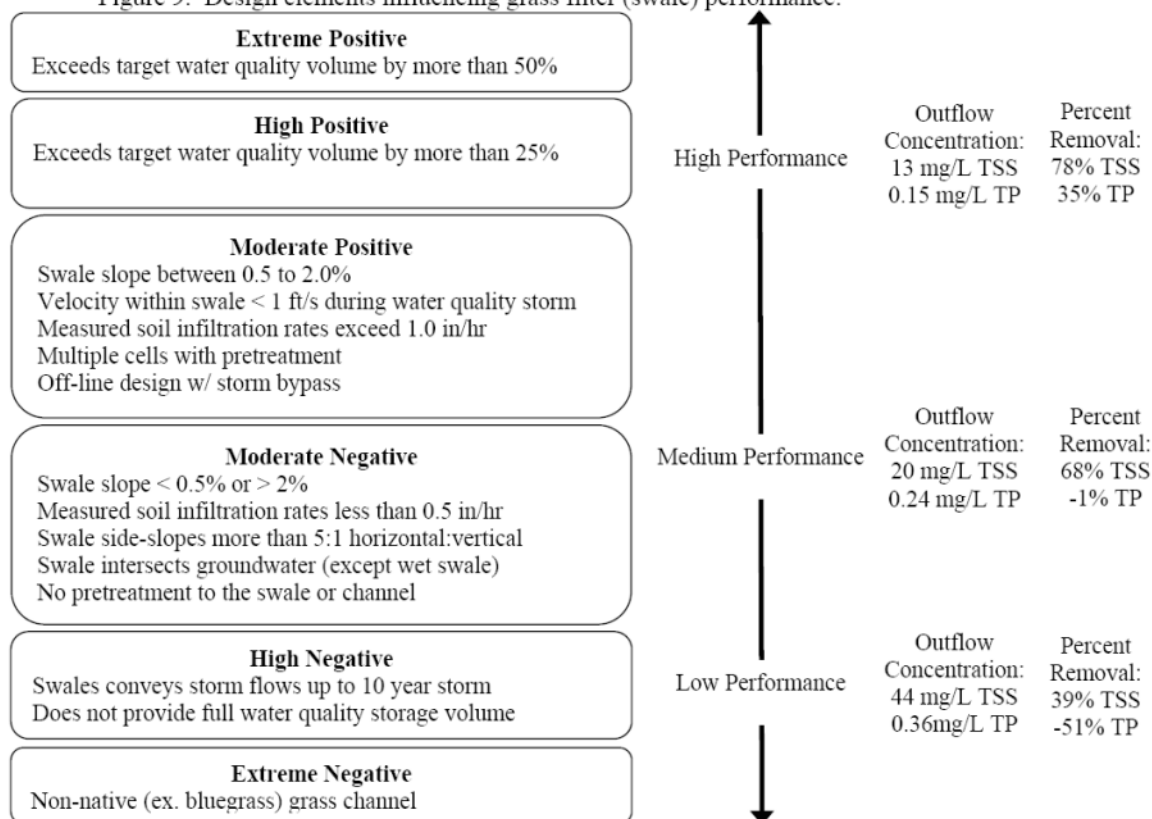 Figure 9. Design elements influencing grass filter (swale) performance.
Extreme Positive
Exceeds target water quality volume by more than 50%
High Positive
Exceeds target water quality volume by more than 25%
Moderate Positive
Swale slope between 0.5 to 2.0%
Velocity within swale < 1 ft/s during water quality storm
Measured soil infiltration rates exceed 1.0 in/hr
Multiple cells with pretreatment
Off-line design w/ storm bypass
Moderate Negative
Swale slope < 0.5% or > 2%
Measured soil infiltration rates less than 0.5 in/hr
Swale side-slopes more than 5:1 horizontal:vertical
Swale intersects groundwater (except wet swale)
No pretreatment to the swale or channel
High Negative
Swales conveys storm flows up to 10 year storm
Does not provide full water quality storage volume
Extreme Negative
Non-native (ex. bluegrass) grass channel
High Performance
Outflow
Concentration:
13 mg/L TSS
0.15 mg/L TP
Percent
Removal:
78% TSS
35% TP
Medium Performance
Outflow
Concentration:
20 mg/L TSS
0.24 mg/L TP
Percent
Removal:
68% TSS
-1% TP
Low Performance
Outflow
Concentration:
44 mg/L TSS
0.36mg/L TP
Percent
Removal:
39% TSS
-51% TP